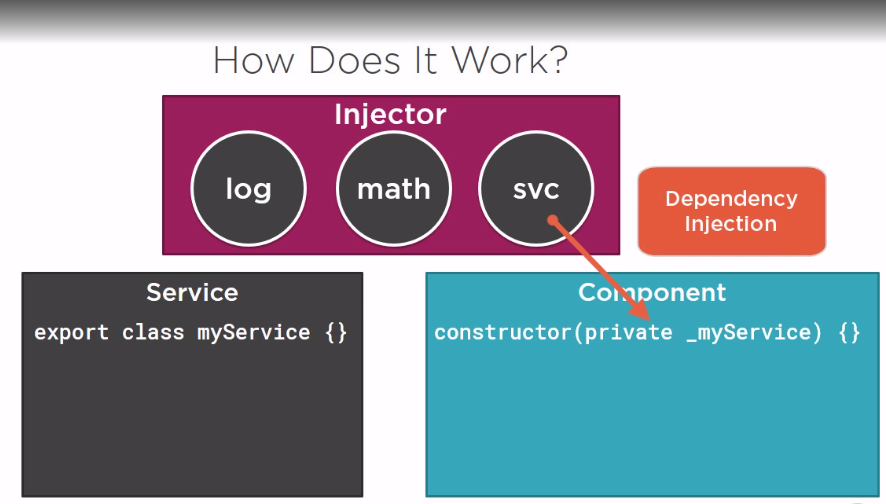 How Does It Work?
Injector
log
math
svc
Dependency
Injection
Service
export class myService {}
Component
constructor(private _myService) {}